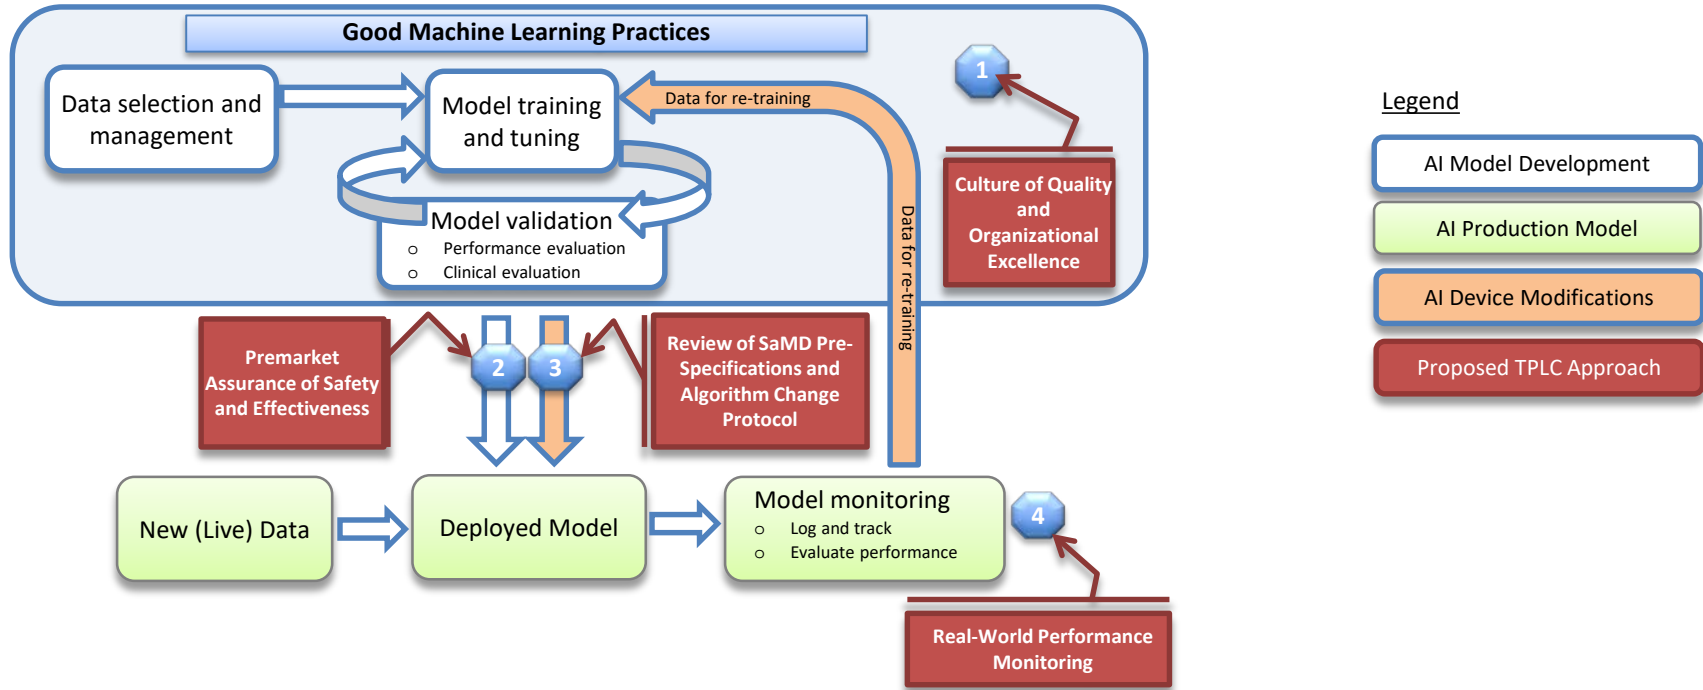 Good Machine Learning Practices
Data selection and
management
Model training
and tuning
Data for re-training
1
Culture of Quality
and
Organizational
Excellence
Model validation
o Performance evaluation
o Clinical evaluation
Data for re-training
Premarket
Assurance of Safety
and Effectiveness
2
3
Review of SaMD Pre-
Specifications and
Algorithm Change
Protocol
New (Live) Data
Deployed Model
Model monitoring
o Log and track
o Evaluate performance
4
Real-World Performance
Monitoring
Legend
AI Model Development
AI Production Model
AI Device Modifications
Proposed TPLC Approach